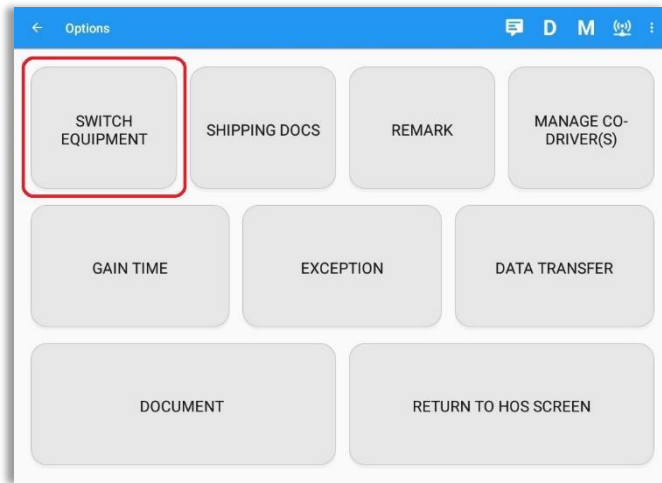 Options D M
SWITCH
EQUIPMENT
SHIPPING DOCS
REMARK
MANAGE CO-
DRIVER(S)
GAIN TIME
EXCEPTION
DATA TRANSFER
DOCUMENT
RETURN TO HOS SCREEN